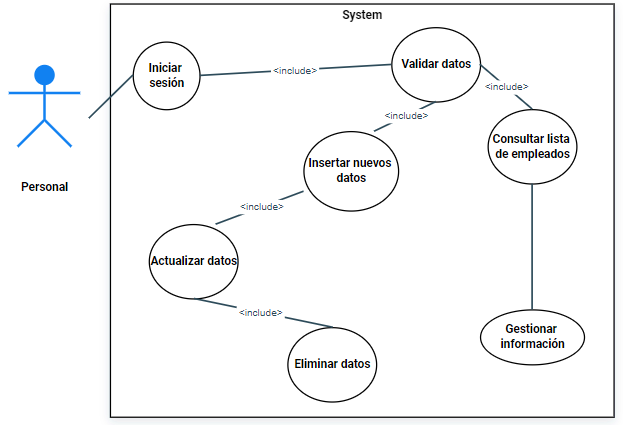 System
Iniciar
sesión
<include>
Validar datos
<include>
<include>
Consultar lista
de empleados
Insertar nuevos
datos
Personal
<include>
Actualizar datos
<include>
Gestionar
información
Eliminar datos